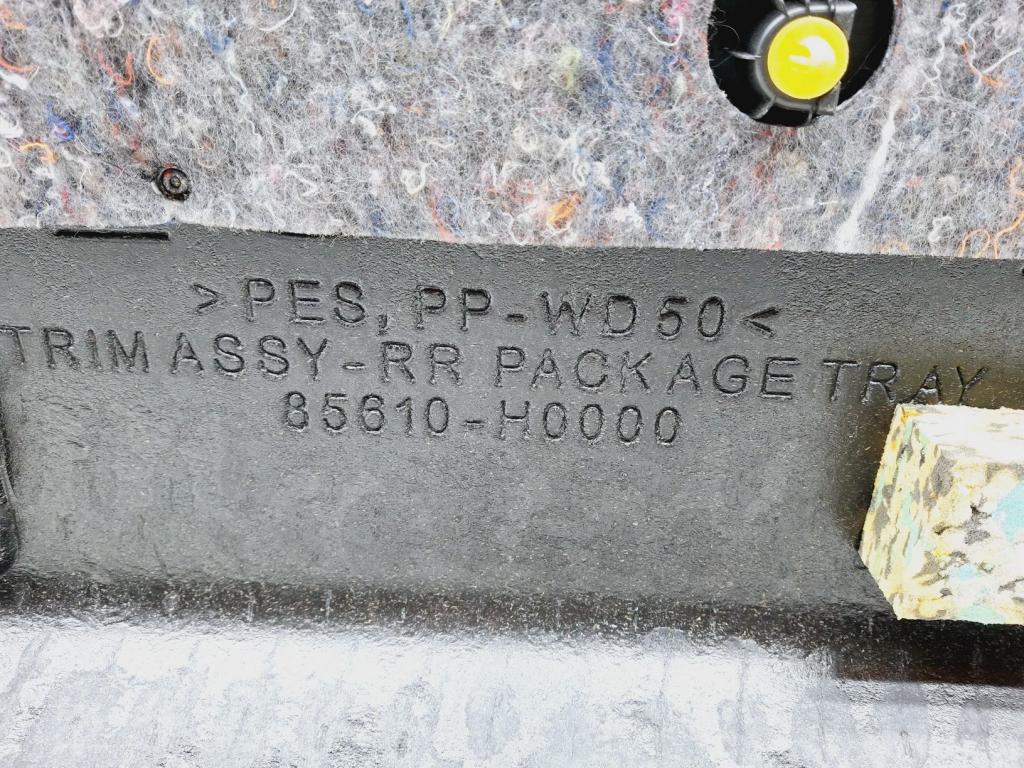 >PES, PP-WD50<
TRIM ASSY-RR PACKAGE TRAY
85610-H0000